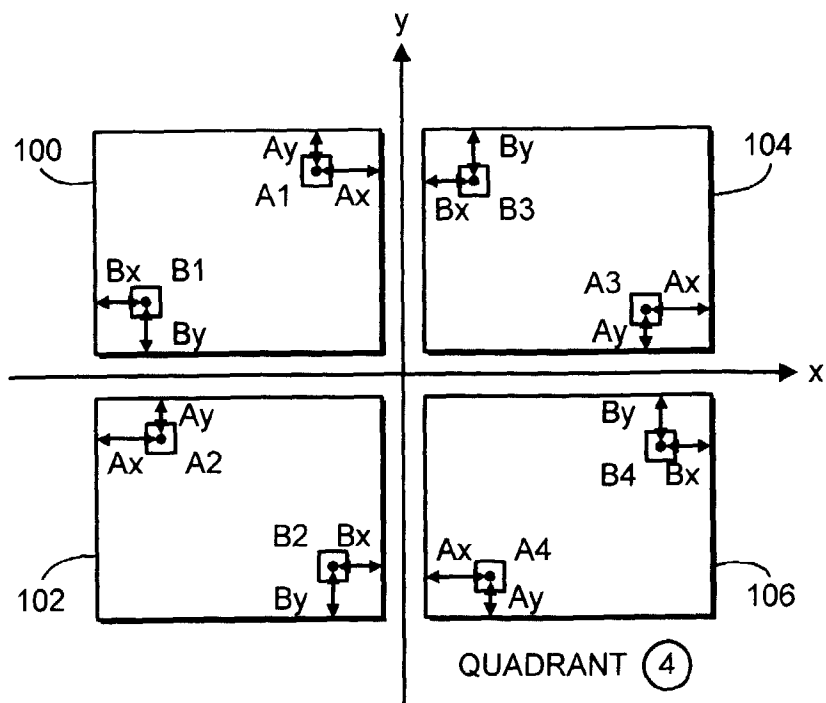 y
100
Ay
A1 Ax
Bx B1
By
By
Bx B3
104
A3 Ax
Ay
x
Ay
Ax A2
B2 Bx
By
102
By
B4 Bx
Ax A4
Ay
106
QUADRANT 4